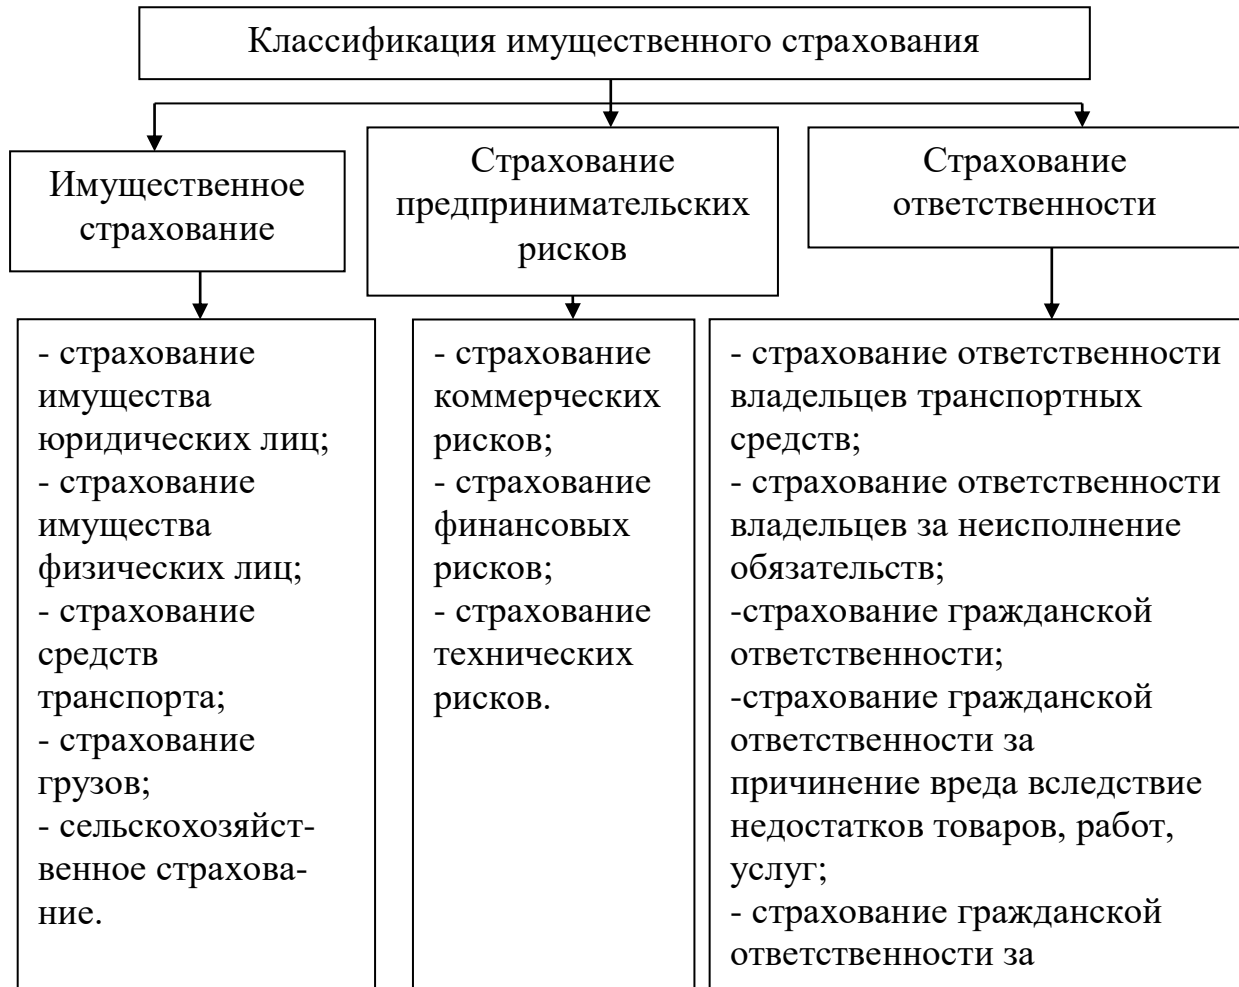 Классификация имущественного страхования
Имущественное
страхование
Страхование
предпринимательских
рисков
Страхование
ответственности
- страхование
имущества
юридических лиц;
- страхование
имущества
физических лиц;
- страхование
средств
транспорта;
- страхование
грузов;
- сельскохозяйст-
венное страхова-
ние.
- страхование
коммерческих
рисков;
- страхование
финансовых
рисков;
- страхование
технических
рисков.
- страхование ответственности
владельцев транспортных
средств;
- страхование ответственности
владельцев за неисполнение
обязательств;
-страхование гражданской
ответственности;
-страхование гражданской
ответственности за
причинение вреда вследствие
недостатков товаров, работ,
услуг;
- страхование гражданской
ответственности за